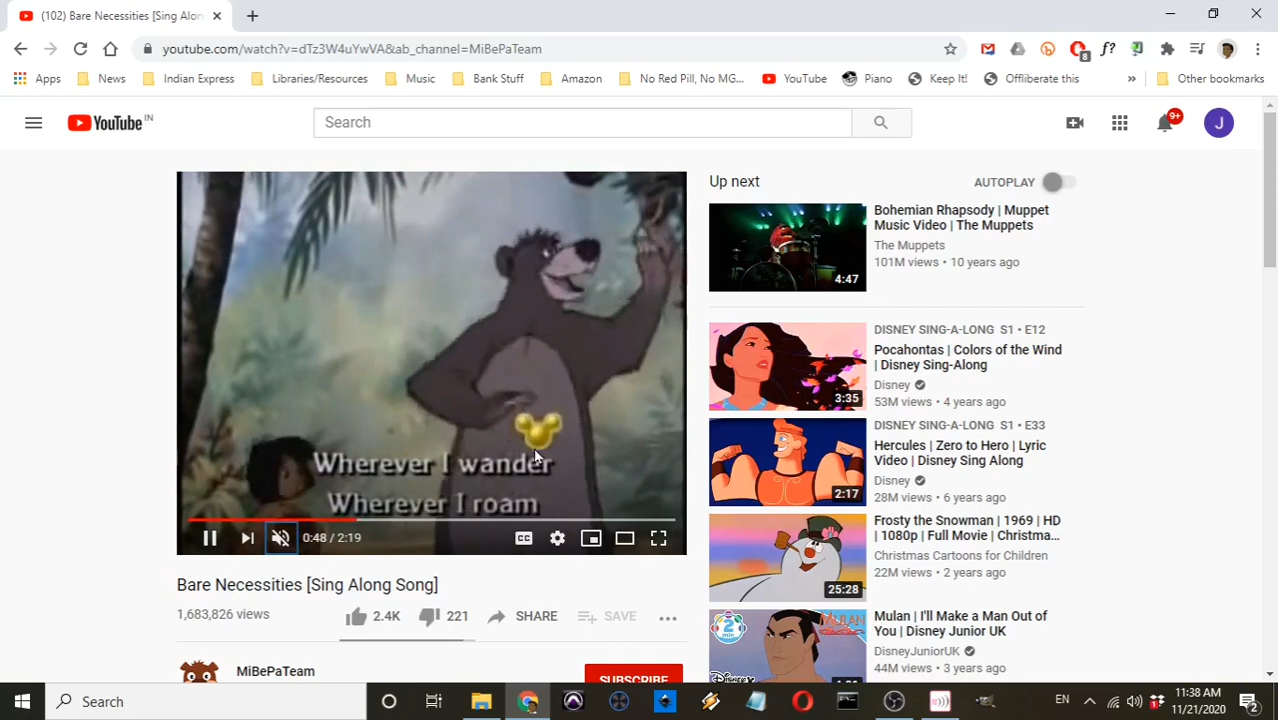 (102) Bare Necessities [Sing Alon
youtube.com/watch?v=dTz3W4uYwVA&ab_channel=MiBePaTeam
8
f?
Apps
News
Indian Express
Libraries/Resources
Music
Bank Stuff
Amazon
No Red Pill, No MG...
YouTube
Piano
Keep It!
Offliberate this
»
Other bookmarks
YouTube IN
Search
9+
J
Wherever I wander
Wherever I roam
CC
0:48 / 2:19
Bare Necessities [Sing Along Song]
1,683,826 views
2.4K
221
SHARE
SAVE
MiBePaTeam
SUBSCRIBE
Up next
AUTOPLAY
4:47
Bohemian Rhapsody | Muppet
Music Video | The Muppets
The Muppets
101M views • 10 years ago
3:35
DISNEY SING-A-LONG S1 • E12
Pocahontas | Colors of the Wind
| Disney Sing-Along
Disney
53M views • 4 years ago
2:17
DISNEY SING-A-LONG S1 • E33
Hercules | Zero to Hero | Lyric
Video | Disney Sing Along
Disney
28M views • 6 years ago
25:28
Frosty the Snowman | 1969 | HD
| 1080p | Full Movie | Christma...
Christmas Cartoons for Children
22M views • 2 years ago
2
min
MULAN
DISNEY
Mulan | I'll Make a Man Out of
You | Disney Junior UK
DisneyJuniorUK
44M views • 3 years ago
Search
EN
11:38 AM
11/21/2020
2